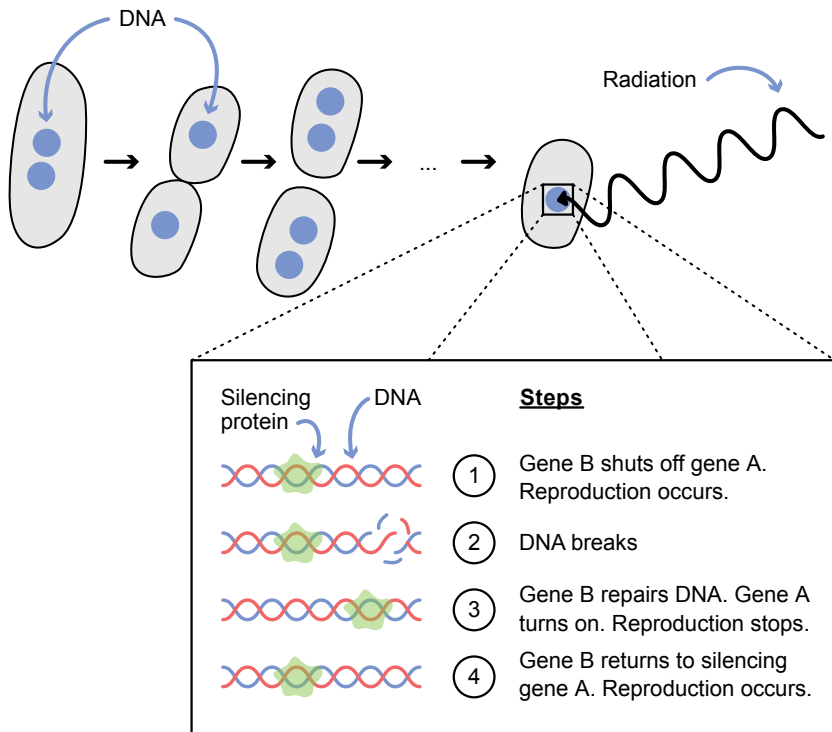 DNA
Radiation
...
Silencing
protein
DNA
Steps
1
Gene B shuts off gene A.
Reproduction occurs.
2
DNA breaks
3
Gene B repairs DNA. Gene A
turns on. Reproduction stops.
4
Gene B returns to silencing
gene A. Reproduction occurs.